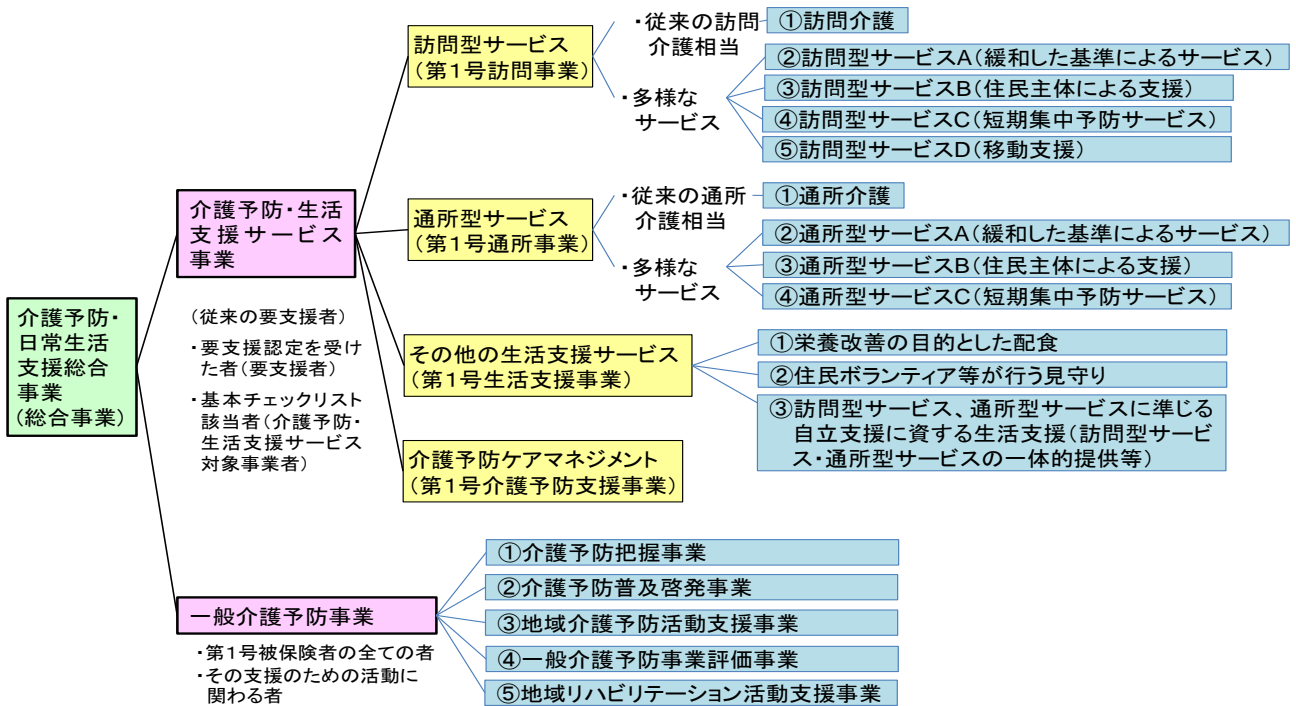 介護予防・
日常生活
支援総合
事業
(総合事業)
介護予防・生活
支援サービス
事業
(従来の要支援者)
・要支援認定を受け
た者(要支援者)
・基本チェックリスト
該当者(介護予防・
生活支援サービス
対象事業者)
訪問型サービス
(第1号訪問事業)
・従来の訪問
介護相当
①訪問介護
・多様な
サービス
②訪問型サービスA(緩和した基準によるサービス)
③訪問型サービスB(住民主体による支援)
④訪問型サービスC(短期集中予防サービス)
⑤訪問型サービスD(移動支援)
通所型サービス
(第1号通所事業)
・従来の通所
介護相当
①通所介護
・多様な
サービス
②通所型サービスA(緩和した基準によるサービス)
③通所型サービスB(住民主体による支援)
④通所型サービスC(短期集中予防サービス)
その他の生活支援サービス
(第1号生活支援事業)
①栄養改善の目的とした配食
②住民ボランティア等が行う見守り
③訪問型サービス、通所型サービスに準じる
自立支援に資する生活支援(訪問型サービ
ス・通所型サービスの一体的提供等)
介護予防ケアマネジメント
(第1号介護予防支援事業)
一般介護予防事業
・第1号被保険者の全ての者
・その支援のための活動に
関わる者
①介護予防把握事業
②介護予防普及啓発事業
③地域介護予防活動支援事業
④一般介護予防事業評価事業
⑤地域リハビリテーション活動支援事業